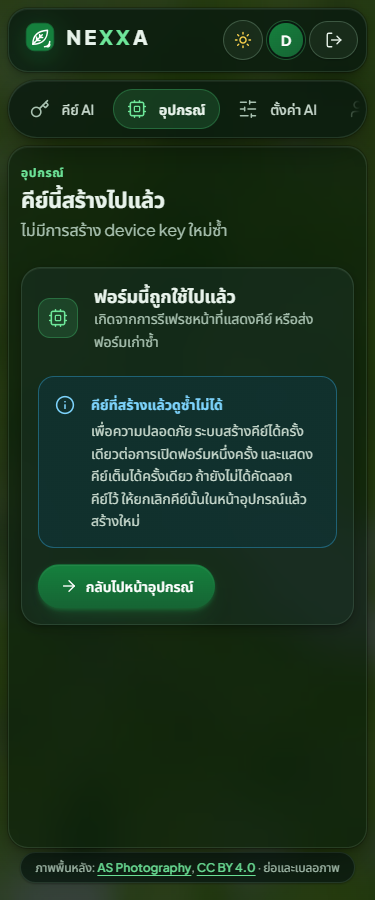 NEXXA
D
คีย์ AI
อุปกรณ์
ตั้งค่า AI
อุปกรณ์
คีย์นี้สร้างไปแล้ว
ไม่มีการสร้าง device key ใหม่ซ้ำ
ฟอร์มนี้ถูกใช้ไปแล้ว
เกิดจากการรีเฟรชหน้าที่แสดงคีย์ หรือส่ง
ฟอร์มเก่าซ้ำ
คีย์ที่สร้างแล้วดูซ้ำไม่ได้
เพื่อความปลอดภัย ระบบสร้างคีย์ได้ครั้ง
เดียวต่อการเปิดฟอร์มหนึ่งครั้ง และแสดง
คีย์เต็มได้ครั้งเดียว ถ้ายังไม่ได้คัดลอก
คีย์ไว้ ให้ยกเลิกคีย์นั้นในหน้าอุปกรณ์แล้ว
สร้างใหม่
กลับไปหน้าอุปกรณ์
ภาพพื้นหลัง: AS Photography, CC BY 4.0 · ย่อและเบลอภาพ